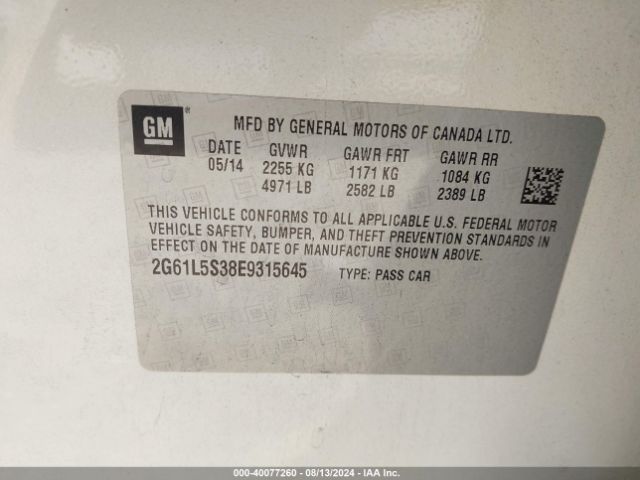 GM ®
MFD BY GENERAL MOTORS OF CANADA LTD.
DATE GVWR GAWR FRT GAWR RR
05/14 2255 KG 1171 KG 1084 KG
4971 LB 2582 LB 2389 LB
THIS VEHICLE CONFORMS TO ALL APPLICABLE U.S. FEDERAL MOTOR
VEHICLE SAFETY, BUMPER, AND THEFT PREVENTION STANDARDS IN
EFFECT ON THE DATE OF MANUFACTURE SHOWN ABOVE.
2G61L5S38E9315645 TYPE: PASS CAR
000-40077260 - 08/13/2024 - IAA Inc.